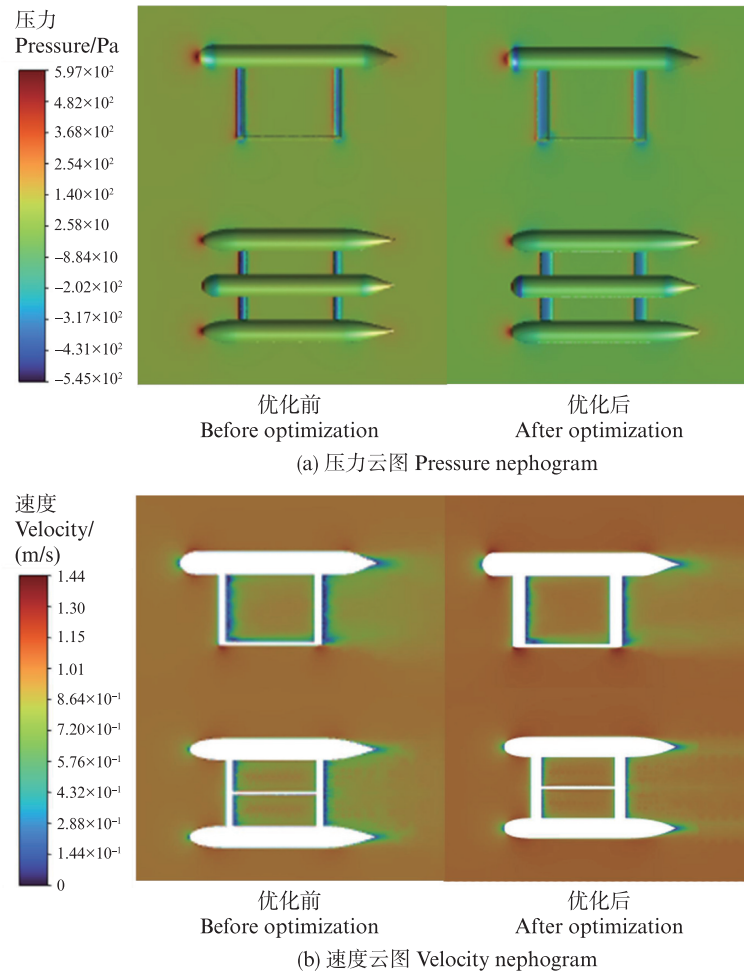 压力
Pressure/Pa
5.97×10²
4.82×10²
3.68×10²
2.54×10²
1.40×10²
2.58×10
−8.84×10
−2.02×10²
−3.17×10²
−4.31×10²
−5.45×10²
优化前
Before optimization
优化后
After optimization
(a) 压力云图 Pressure nephogram
速度
Velocity/
(m/s)
1.44
1.30
1.15
1.01
8.64×10⁻¹
7.20×10⁻¹
5.76×10⁻¹
4.32×10⁻¹
2.88×10⁻¹
1.44×10⁻¹
0
优化前
Before optimization
优化后
After optimization
(b) 速度云图 Velocity nephogram